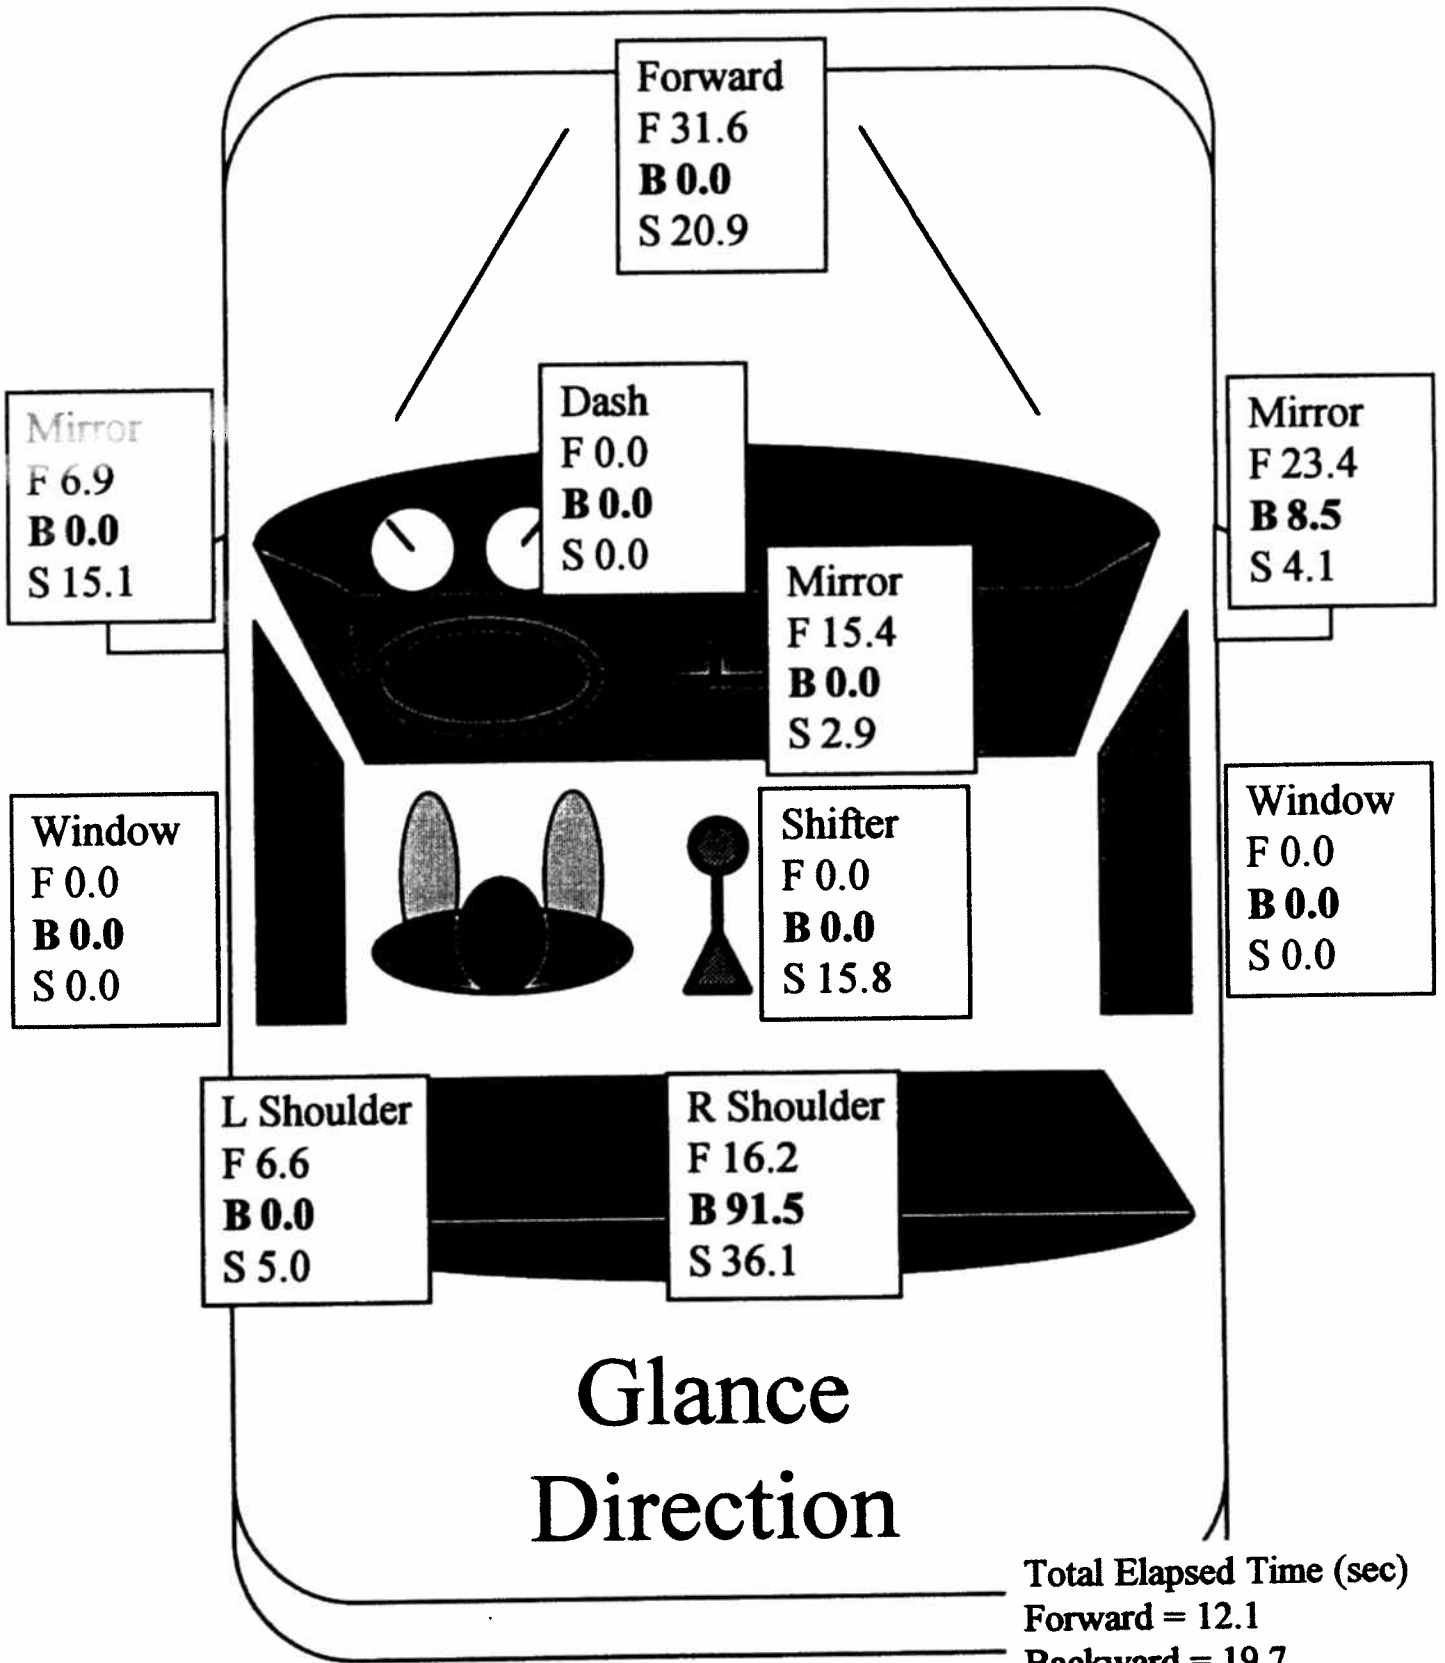 Forward
F 31.6
B 0.0
S 20.9
Mirror
F 6.9
B 0.0
S 15.1
Dash
F 0.0
B 0.0
S 0.0
Mirror
F 23.4
B 8.5
S 4.1
Mirror
F 15.4
B 0.0
S 2.9
Window
F 0.0
B 0.0
S 0.0
Shifter
F 0.0
B 0.0
S 15.8
Window
F 0.0
B 0.0
S 0.0
L Shoulder
F 6.6
B 0.0
S 5.0
R Shoulder
F 16.2
B 91.5
S 36.1
Glance
Direction
Total Elapsed Time (sec)
Forward = 12.1
Backward = 19.7